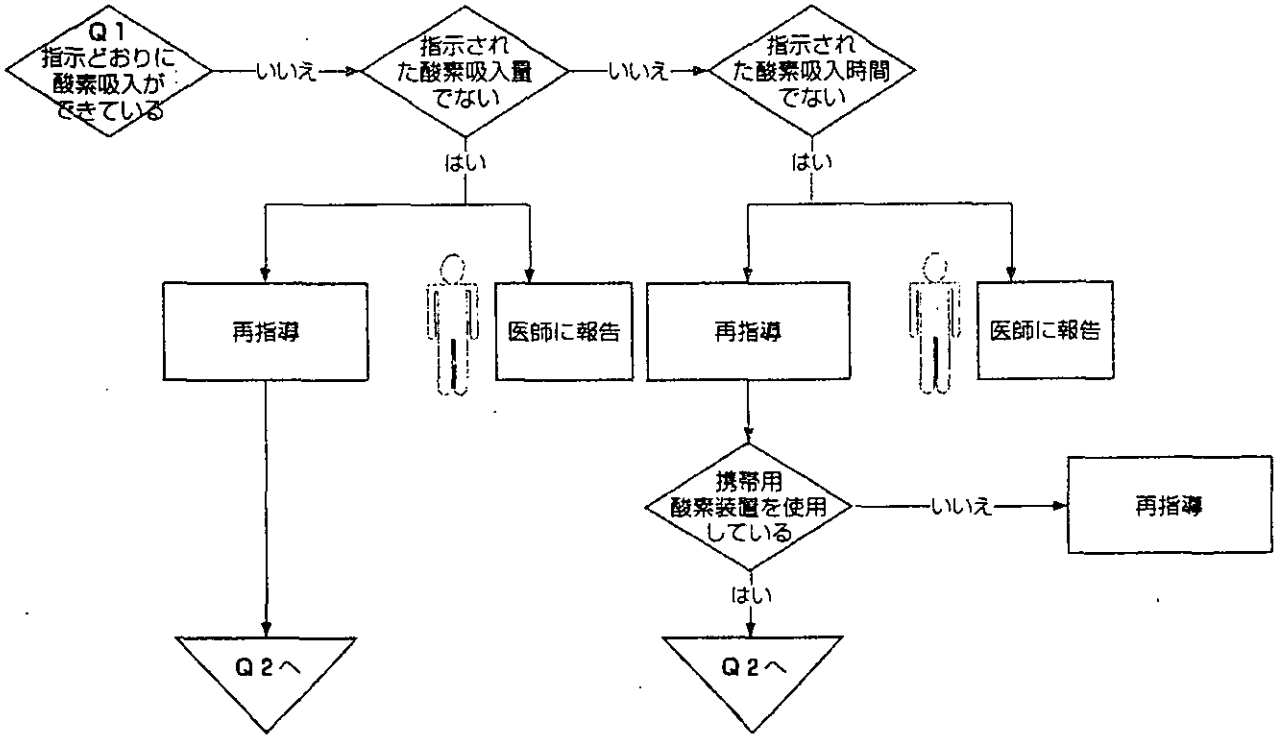 Q1
指示どおりに
酸素吸入が
できている
いいえ
指示され
た酸素吸入量
でない
いいえ
指示され
た酸素吸入時間
でない
はい
はい
再指導
医師に報告
再指導
医師に報告
携帯用
酸素装置を使用
している
いいえ
再指導
はい
Q2へ
Q2へ